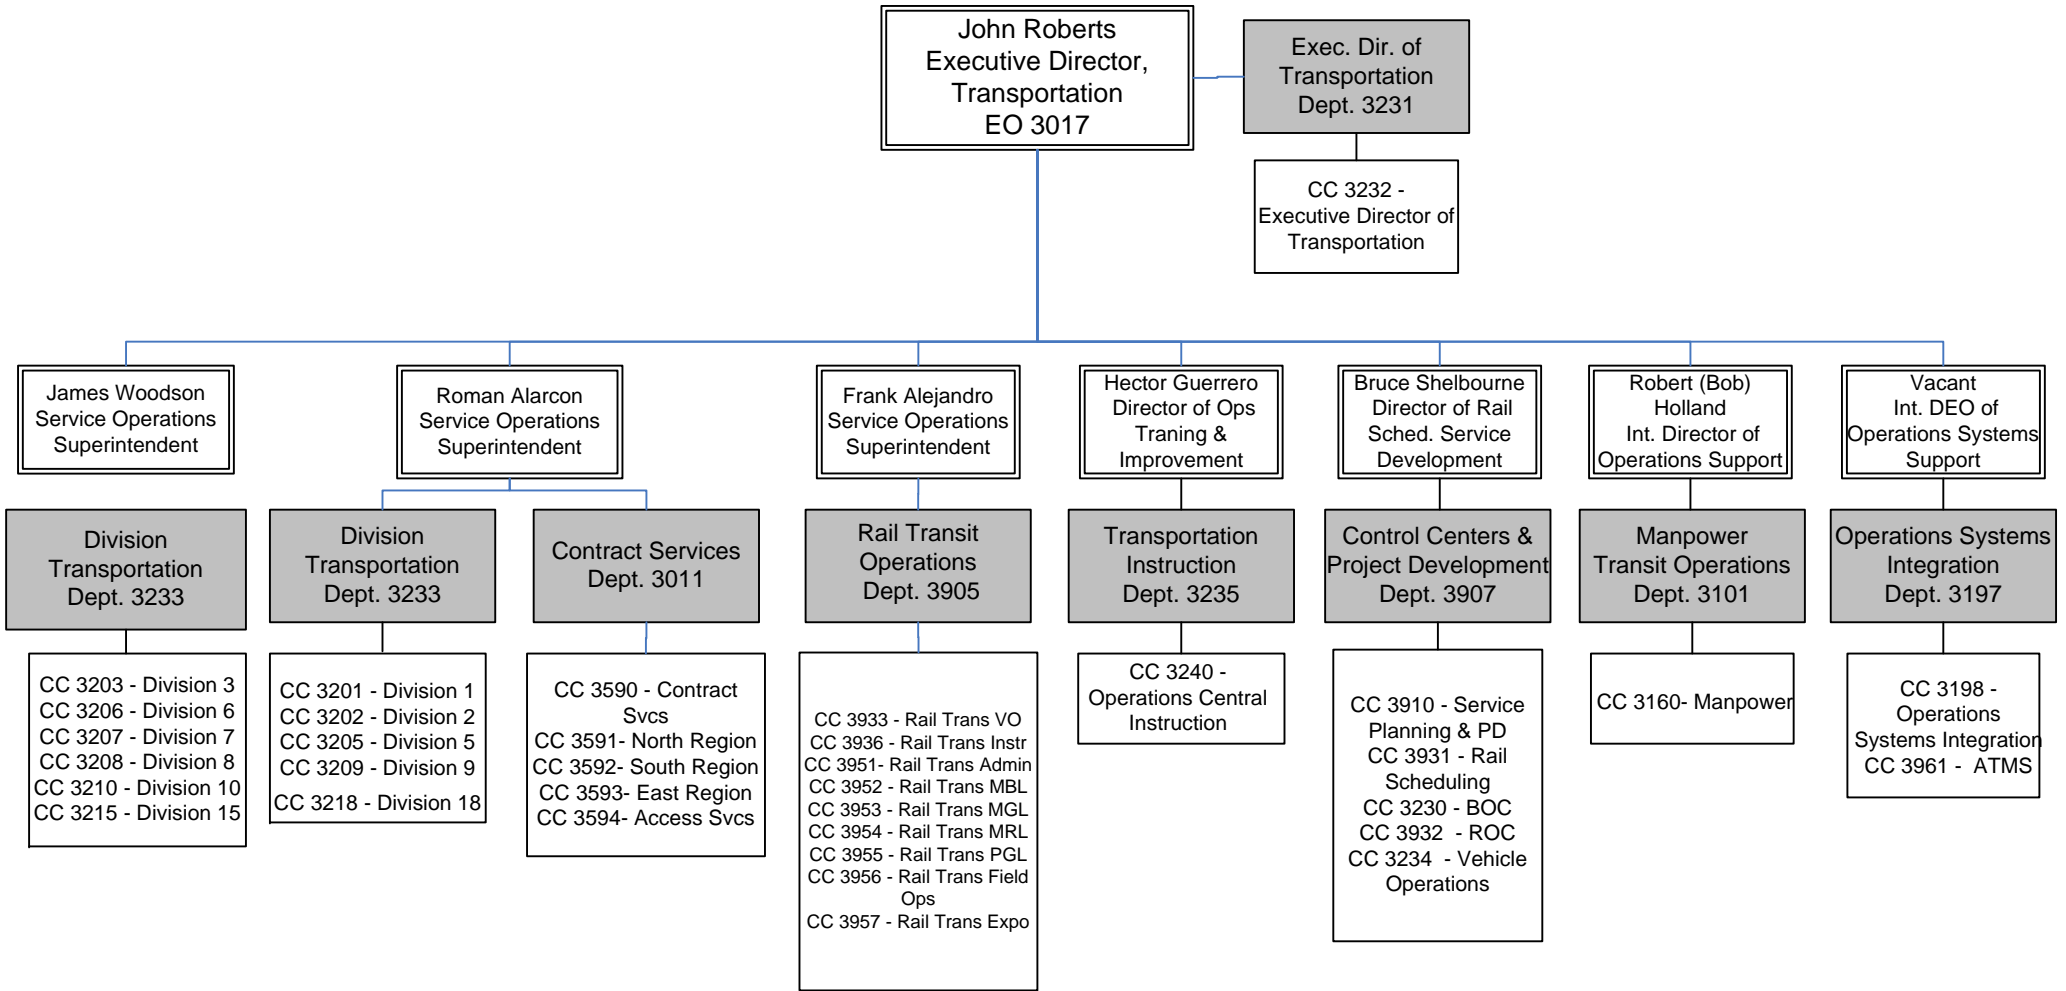 John Roberts
Executive Director,
Transportation
EO 3017
Exec. Dir. of
Transportation
Dept. 3231
CC 3232 -
Executive Director of
Transportation
James Woodson
Service Operations
Superintendent
Roman Alarcon
Service Operations
Superintendent
Frank Alejandro
Service Operations
Superintendent
Hector Guerrero
Director of Ops
Traning &
Improvement
Bruce Shelbourne
Director of Rail
Sched. Service
Development
Robert (Bob)
Holland
Int. Director of
Operations Support
Vacant
Int. DEO of
Operations Systems
Support
Division
Transportation
Dept. 3233
Division
Transportation
Dept. 3233
Contract Services
Dept. 3011
Rail Transit
Operations
Dept. 3905
Transportation
Instruction
Dept. 3235
Control Centers &
Project Development
Dept. 3907
Manpower
Transit Operations
Dept. 3101
Operations Systems
Integration
Dept. 3197
CC 3203 - Division 3
CC 3206 - Division 6
CC 3207 - Division 7
CC 3208 - Division 8
CC 3210 - Division 10
CC 3215 - Division 15
CC 3201 - Division 1
CC 3202 - Division 2
CC 3205 - Division 5
CC 3209 - Division 9
CC 3218 - Division 18
CC 3590 - Contract
Svcs
CC 3591- North Region
CC 3592- South Region
CC 3593- East Region
CC 3594- Access Svcs
CC 3933 - Rail Trans VO
CC 3936 - Rail Trans Instr
CC 3951- Rail Trans Admin
CC 3952 - Rail Trans MBL
CC 3953 - Rail Trans MGL
CC 3954 - Rail Trans MRL
CC 3955 - Rail Trans PGL
CC 3956 - Rail Trans Field
Ops
CC 3957 - Rail Trans Expo
CC 3240 -
Operations Central
Instruction
CC 3910 - Service
Planning & PD
CC 3931 - Rail
Scheduling
CC 3230 - BOC
CC 3932 - ROC
CC 3234 - Vehicle
Operations
CC 3160- Manpower
CC 3198 -
Operations
Systems Integration
CC 3961 - ATMS